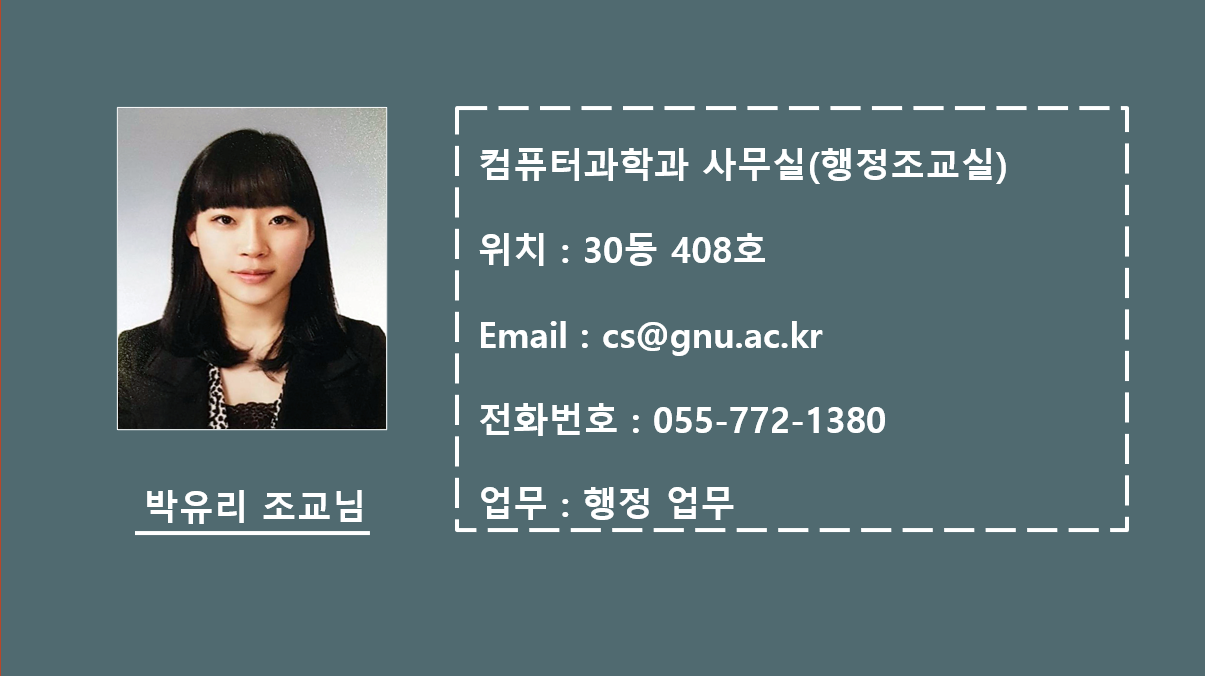 컴퓨터과학과 사무실(행정조교실)
위치 : 30동 408호
Email : cs@gnu.ac.kr
전화번호 : 055-772-1380
업무 : 행정 업무
박유리 조교님